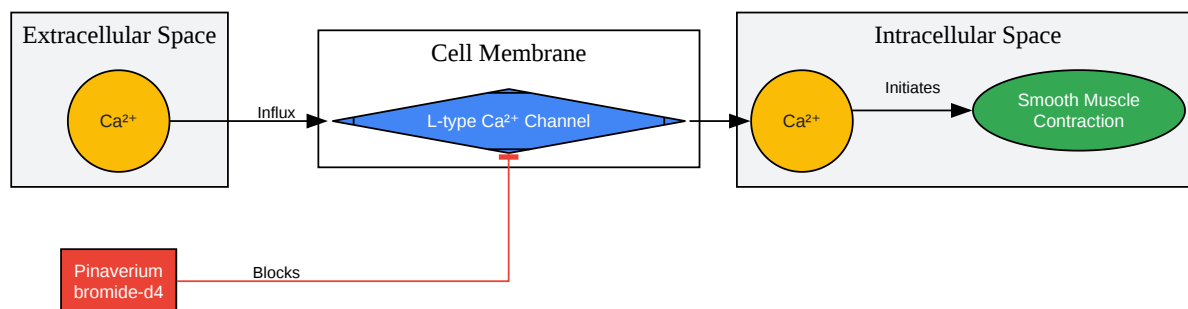 Extracellular Space
Cell Membrane
Intracellular Space
Ca²⁺
Influx
L-type Ca²⁺ Channel
Ca²⁺
Initiates
Smooth Muscle
Contraction
Pinaverium
bromide-d4
Blocks